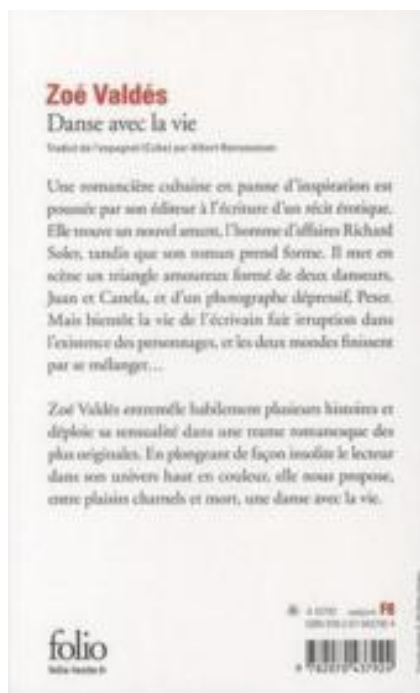 Zoé Valdés
Danse avec la vie
Traduit de l'espagnol (Cuba) par Albert Bensoussan
Une romancière cubaine en panne d'inspiration est
poussée par son éditeur à l'écriture d'un récit érotique.
Elle trouve un nouvel amant, l'homme d'affaires Richard
Soler, tandis que son roman prend forme. Il met en
scène un triangle amoureux formé de deux danseurs,
Juan et Canela, et d'un photographe dépressif, Peter.
Mais bientôt la vie de l'écrivain fait irruption dans
l'existence des personnages, et les deux mondes finissent
par se mélanger…
Zoé Valdés entremêle habilement plusieurs histoires et
déploie sa sensualité dans une trame romanesque des
plus originales. En plongeant de façon insolite le lecteur
dans son univers haut en couleur, elle nous propose,
entre plaisirs charnels et mort, une danse avec la vie.
catégorie F6
folio
folio-lesite.fr